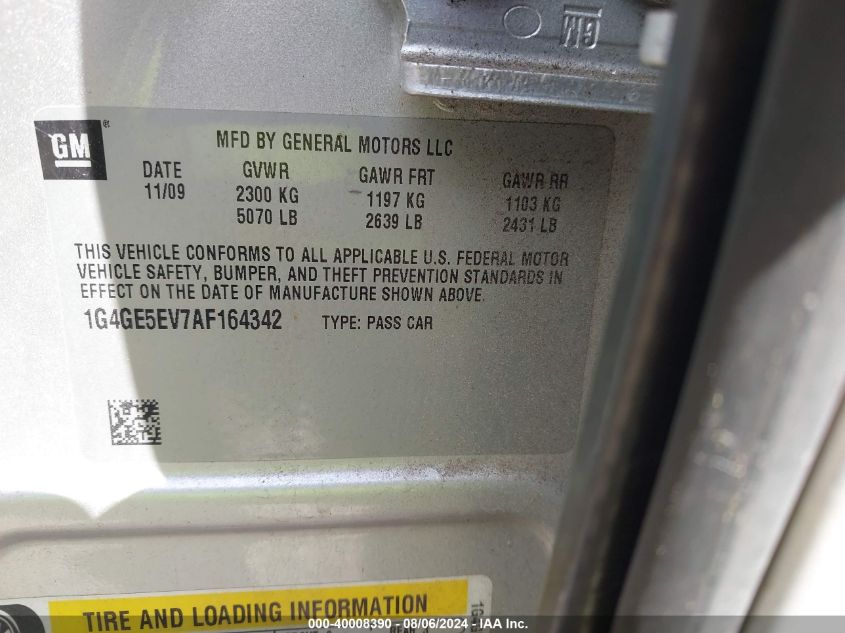 GM
GM®
MFD BY GENERAL MOTORS LLC
DATE GVWR GAWR FRT GAWR RR
11/09 2300 KG 1197 KG 1103 KG
5070 LB 2639 LB 2431 LB
THIS VEHICLE CONFORMS TO ALL APPLICABLE U.S. FEDERAL MOTOR
VEHICLE SAFETY, BUMPER, AND THEFT PREVENTION STANDARDS IN
EFFECT ON THE DATE OF MANUFACTURE SHOWN ABOVE.
1G4GE5EV7AF164342 TYPE: PASS CAR
TIRE AND LOADING INFORMATION
000-40008390 - 08/06/2024 - IAAI.COM